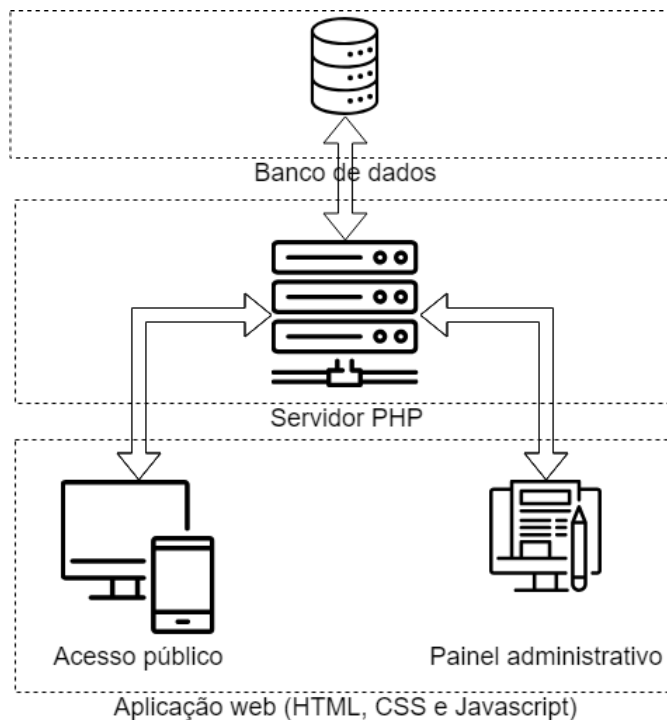 Banco de dados
Servidor PHP
Acesso público
Painel administrativo
Aplicação web (HTML, CSS e Javascript)